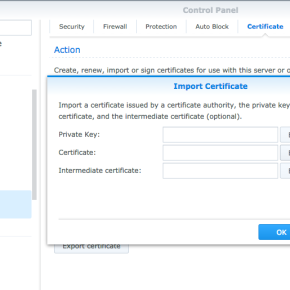 Control Panel
Security Firewall Protection Auto Block Certificate
Action
Create, renew, import or sign certificates for use with this server or
Import Certificate
Import a certificate issued by a certificate authority, the private key
certificate, and the intermediate certificate (optional).
Private Key:
Certificate:
Intermediate certificate:
OK
Export certificate